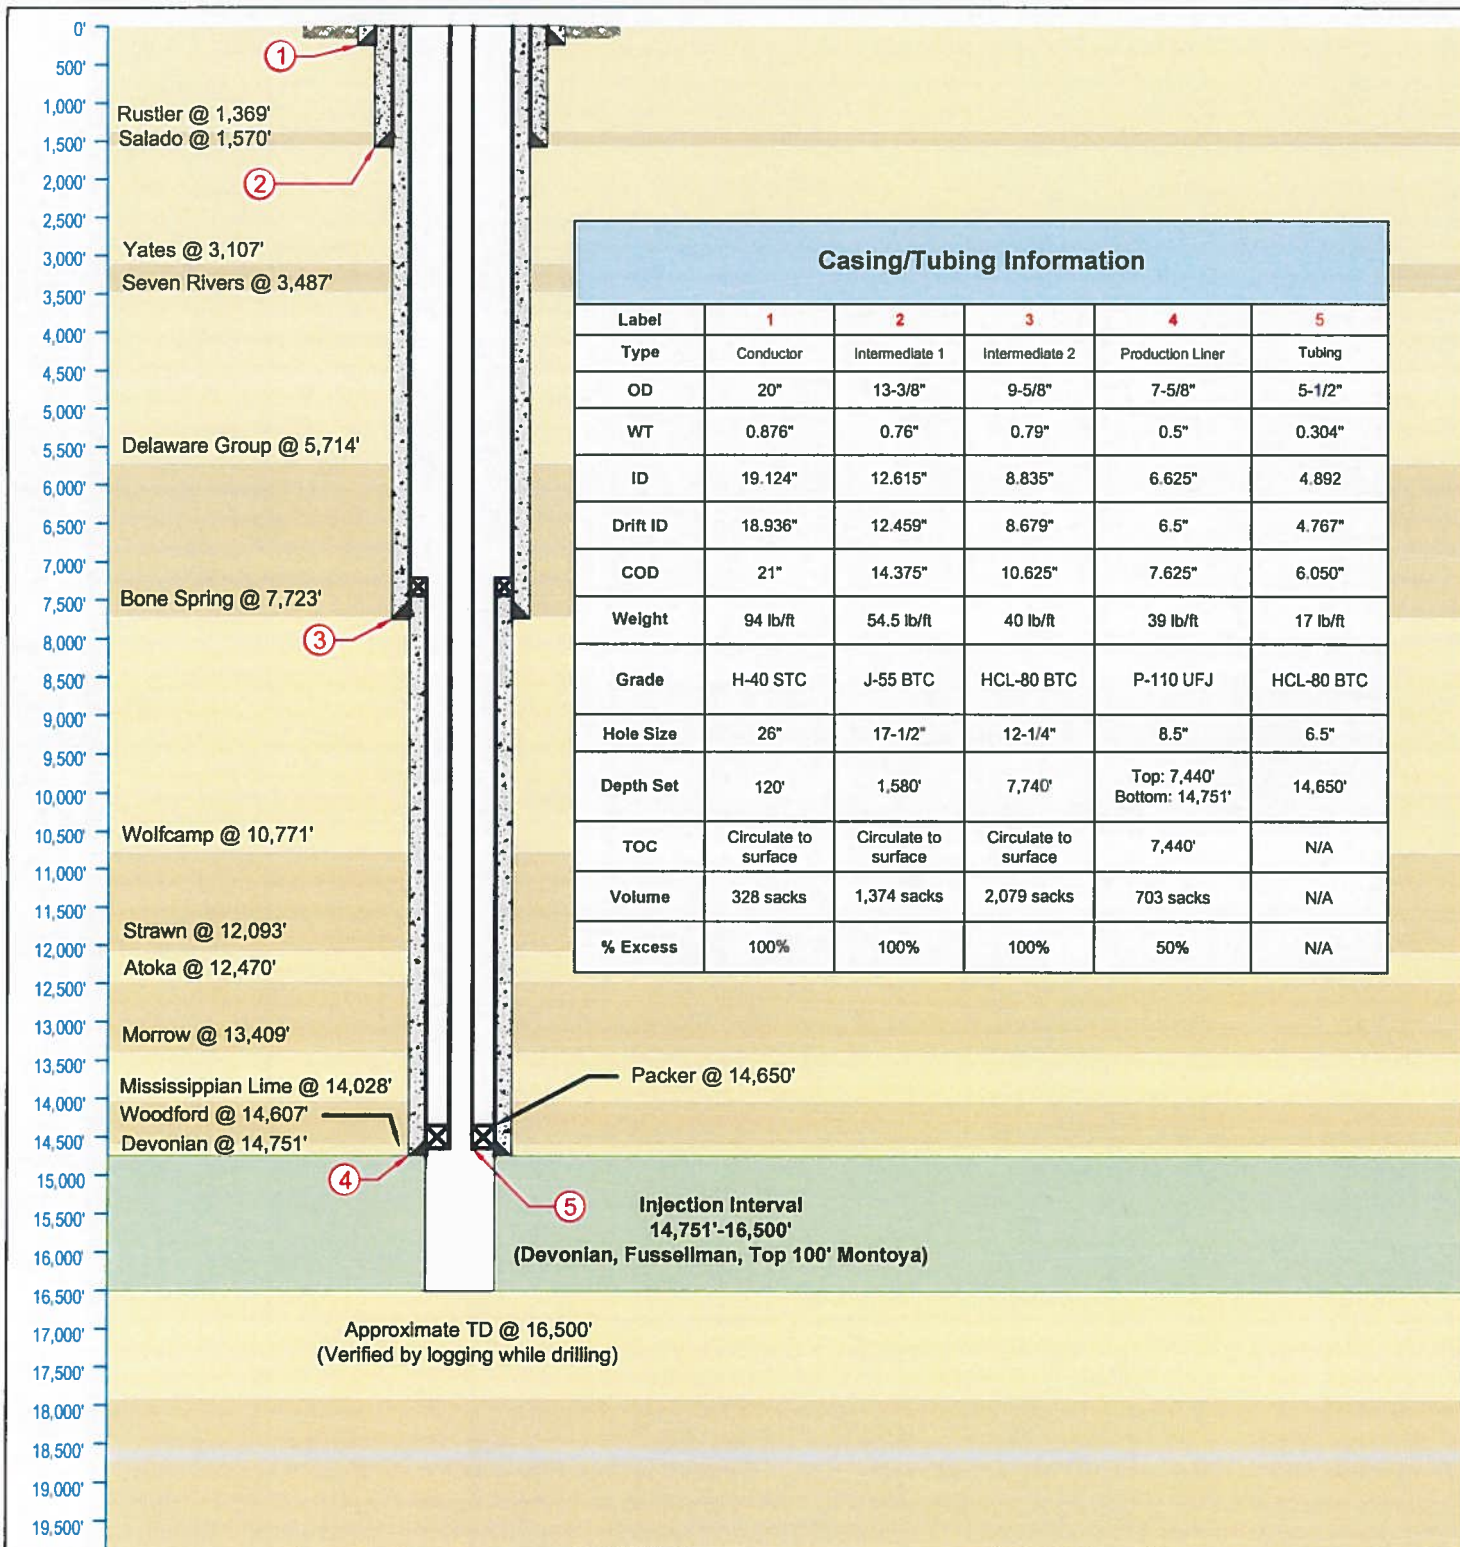 0'
500'
1,000'
1,500'
2,000'
2,500'
3,000'
3,500'
4,000'
4,500'
5,000'
5,500'
6,000'
6,500'
7,000'
7,500'
8,000'
8,500'
9,000'
9,500'
10,000'
10,500'
11,000'
11,500'
12,000'
12,500'
13,000'
13,500'
14,000'
14,500'
15,000
15,500'
16,000'
16,500'
17,000'
17,500'
18,000'
18,500'
19,000'
19,500'
1
Rustler @ 1,369'
Salado @ 1,570'
2
Yates @ 3,107'
Seven Rivers @ 3,487'
Delaware Group @ 5,714'
Bone Spring @ 7,723'
3
Wolfcamp @ 10,771'
Strawn @ 12,093'
Atoka @ 12,470'
Morrow @ 13,409'
Mississippian Lime @ 14,028'
Woodford @ 14,607'
Devonian @ 14,751'
4
Casing/Tubing Information
Label 1 2 3 4 5
Type Conductor Intermediate 1 Intermediate 2 Production Liner Tubing
OD 20" 13-3/8" 9-5/8" 7-5/8" 5-1/2"
WT 0.876" 0.76" 0.79" 0.5" 0.304"
ID 19.124" 12.615" 8.835" 6.625" 4.892
Drift ID 18.936" 12.459" 8.679" 6.5" 4.767"
COD 21" 14.375" 10.625" 7.625" 6.050"
Weight 94 lb/ft 54.5 lb/ft 40 lb/ft 39 lb/ft 17 lb/ft
Grade H-40 STC J-55 BTC HCL-80 BTC P-110 UFJ HCL-80 BTC
Hole Size 26" 17-1/2" 12-1/4" 8.5" 6.5"
Depth Set 120' 1,580' 7,740' Top: 7,440' 14,650'
Bottom: 14,751'
TOC Circulate to Circulate to Circulate to 7,440' N/A
surface surface surface
Volume 328 sacks 1,374 sacks 2,079 sacks 703 sacks N/A
% Excess 100% 100% 100% 50% N/A
Packer @ 14,650'
5
Injection Interval
14,751'-16,500'
(Devonian, Fussellman, Top 100' Montoya)
Approximate TD @ 16,500'
(Verified by logging while drilling)